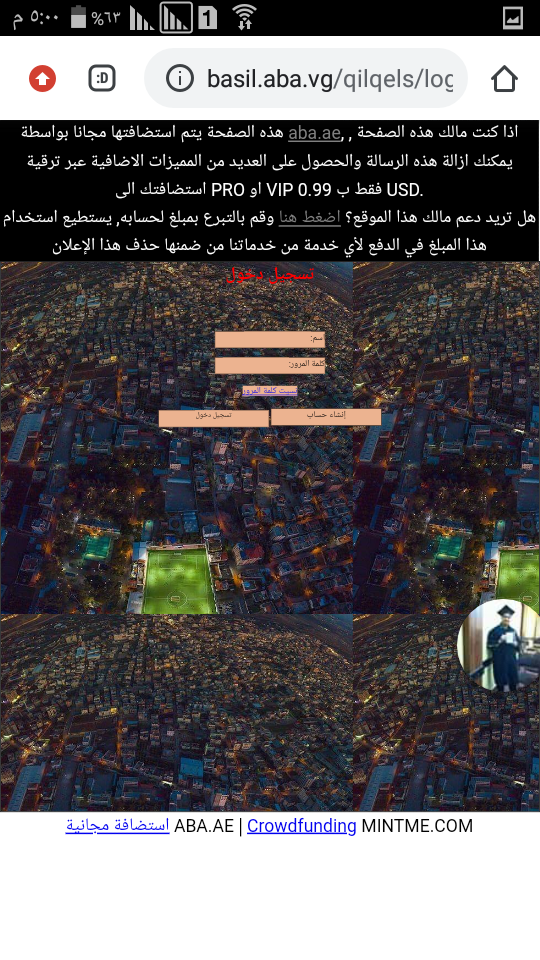 ٥:٠٠ م
%٦٣
1
:D
basil.aba.vg/qilqels/log
اذا كنت مالك هذه الصفحة , ,aba.ae هذه الصفحة يتم استضافتها مجانا بواسطة
يمكنك ازالة هذه الرسالة والحصول على العديد من المميزات الاضافية عبر ترقية
استضافتك الى PRO او VIP فقط ب 0.99 USD.
هل تريد دعم مالك هذا الموقع؟ اضغط هنا وقم بالتبرع بمبلغ لحسابه, يستطيع استخدام
هذا المبلغ في الدفع لأي خدمة من خدماتنا من ضمنها حذف هذا الإعلان
تسجيل دخول
اسم:
كلمة المرور:
نسيت كلمة المرور
إنشاء حساب
تسجيل دخول
استضافة مجانية ABA.AE | Crowdfunding MINTME.COM